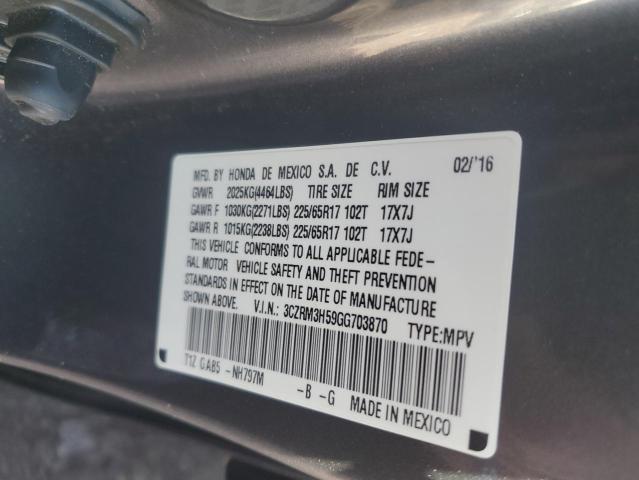 MFD. BY HONDA DE MEXICO S.A. DE C.V. 02/'16
GVWR 2025KG(4464LBS) TIRE SIZE RIM SIZE
GAWR F 1030KG(2271LBS) 225/65R17 102T 17X7J
GAWR R 1015KG(2238LBS) 225/65R17 102T 17X7J
THIS VEHICLE CONFORMS TO ALL APPLICABLE FEDE-
RAL MOTOR VEHICLE SAFETY AND THEFT PREVENTION
STANDARDS IN EFFECT ON THE DATE OF MANUFACTURE
SHOWN ABOVE. V.I.N.: 3CZRM3H59GG703870 TYPE:MPV
T1Z GA85 -NH797M -B -G MADE IN MEXICO